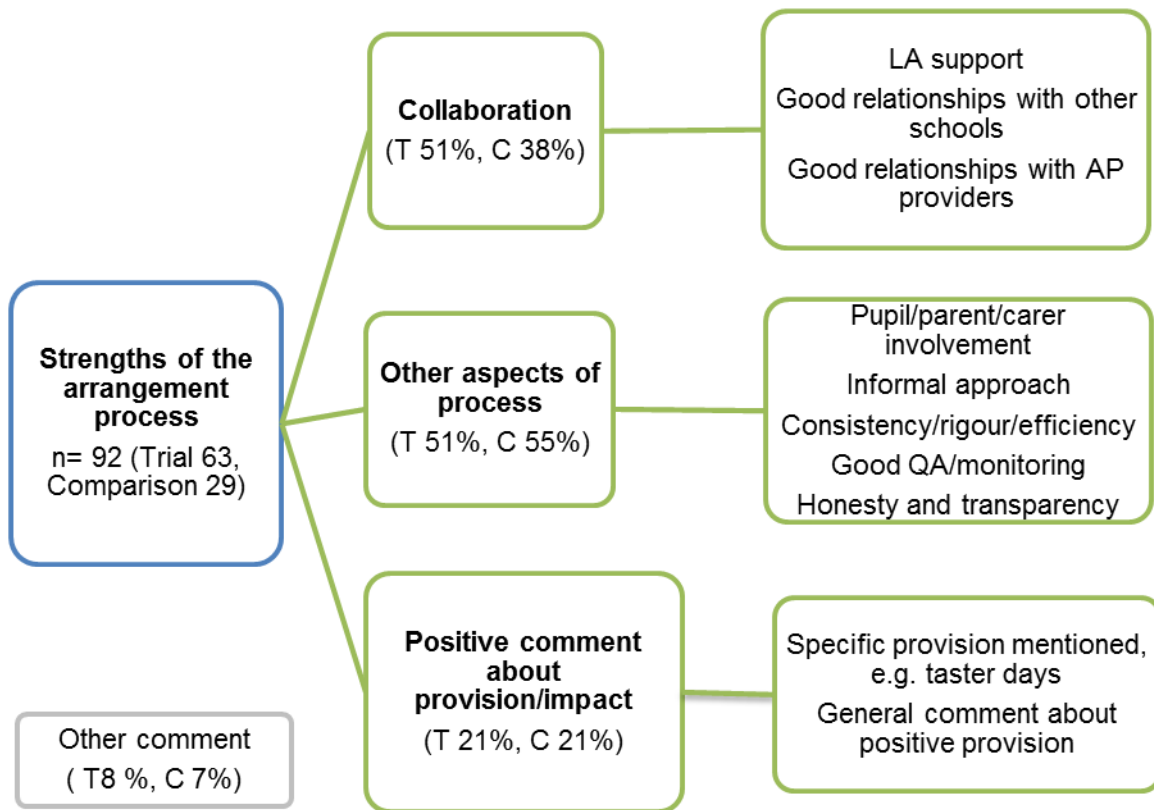 Strengths of the
arrangement
process
n= 92 (Trial 63,
Comparison 29)
Collaboration
(T 51%, C 38%)
LA support
Good relationships with other
schools
Good relationships with AP
providers
Other aspects of
process
(T 51%, C 55%)
Pupil/parent/carer
involvement
Informal approach
Consistency/rigour/efficiency
Good QA/monitoring
Honesty and transparency
Positive comment
about
provision/impact
(T 21%, C 21%)
Specific provision mentioned,
e.g. taster days
General comment about
positive provision
Other comment
( T8 %, C 7%)